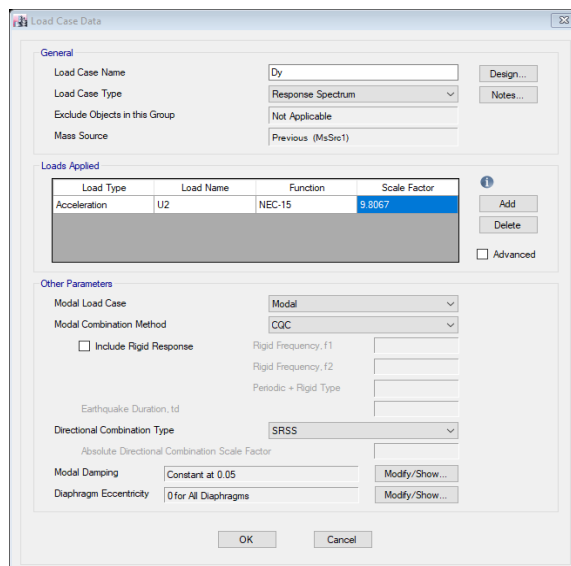 Load Case Data
General
Load Case Name Dy Design...
Load Case Type Response Spectrum Notes...
Exclude Objects in this Group Not Applicable
Mass Source Previous (MsSrc1)
Loads Applied
Load Type Load Name Function Scale Factor
Acceleration U2 NEC-15 9.8067 Add
Delete
Advanced
Other Parameters
Modal Load Case Modal
Modal Combination Method CQC
Include Rigid Response Rigid Frequency, f1
Rigid Frequency, f2
Periodic + Rigid Type
Earthquake Duration, td
Directional Combination Type SRSS
Absolute Directional Combination Scale Factor
Modal Damping Constant at 0.05 Modify/Show...
Diaphragm Eccentricity 0 for All Diaphragms Modify/Show...
OK Cancel